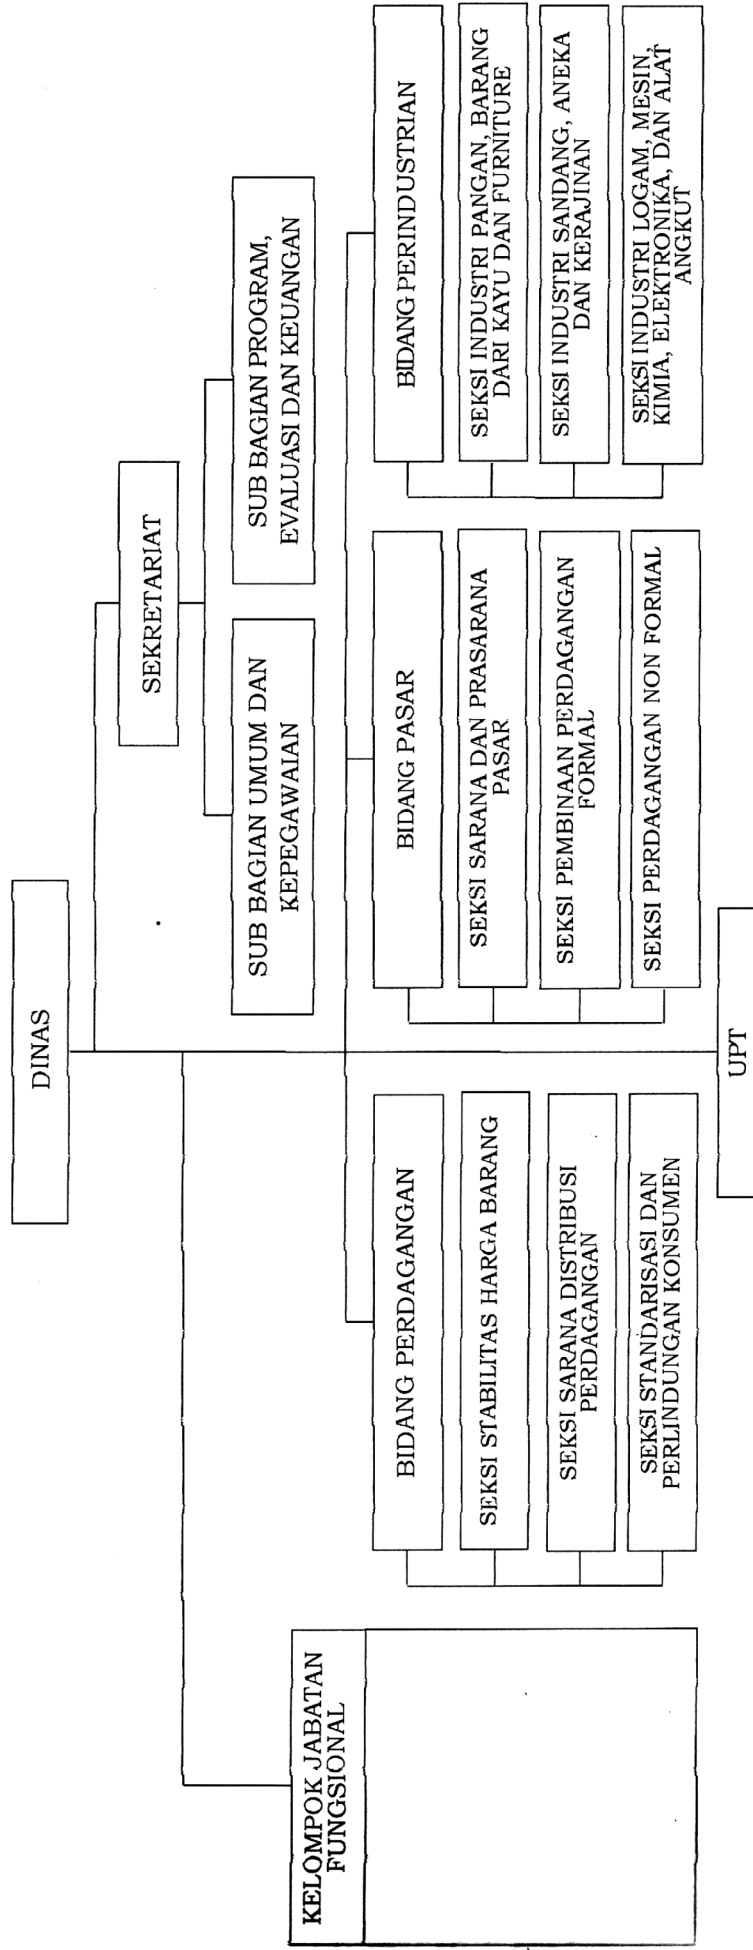 DINAS
SEKRETARIAT
SUB BAGIAN UMUM DAN
KEPEGAWAIAN
SUB BAGIAN PROGRAM,
EVALUASI DAN KEUANGAN
KELOMPOK JABATAN
FUNGSIONAL
BIDANG PERDAGANGAN
SEKSI STABILITAS HARGA BARANG
SEKSI SARANA DISTRIBUSI
PERDAGANGAN
SEKSI STANDARISASI DAN
PERLINDUNGAN KONSUMEN
BIDANG PASAR
SEKSI SARANA DAN PRASARANA
PASAR
SEKSI PEMBINAAN PERDAGANGAN
FORMAL
SEKSI PERDAGANGAN NON FORMAL
BIDANG PERINDUSTRIAN
SEKSI INDUSTRI PANGAN, BARANG
DARI KAYU DAN FURNITURE
SEKSI INDUSTRI SANDANG, ANEKA
DAN KERAJINAN
SEKSI INDUSTRI LOGAM, MESIN,
KIMIA, ELEKTRONIKA, DAN ALAT
ANGKUT
UPT